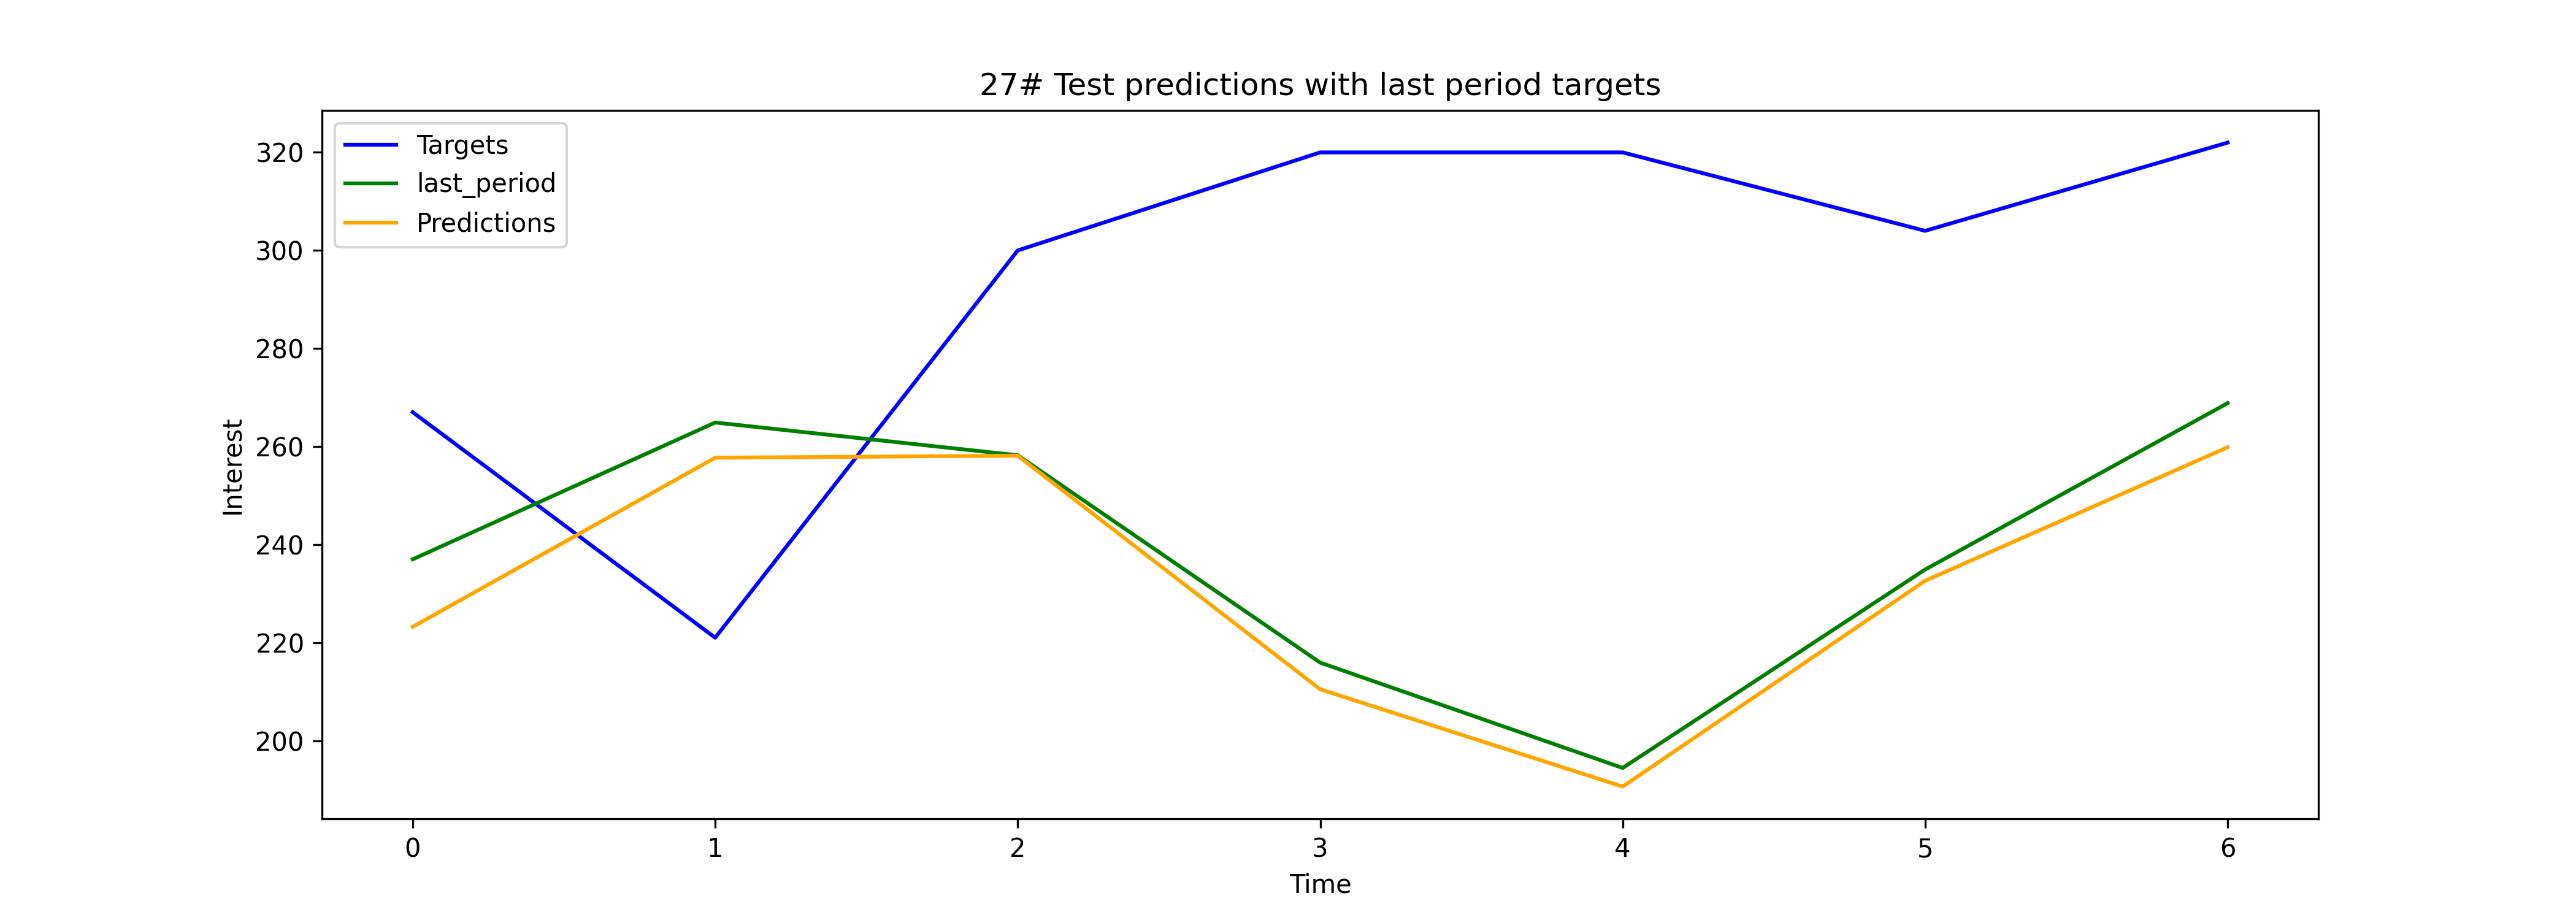 27# Test predictions with last period targets
Targets
last_period
Predictions
320
300
280
260
240
220
200
Interest
0 1 2 3 4 5 6
Time